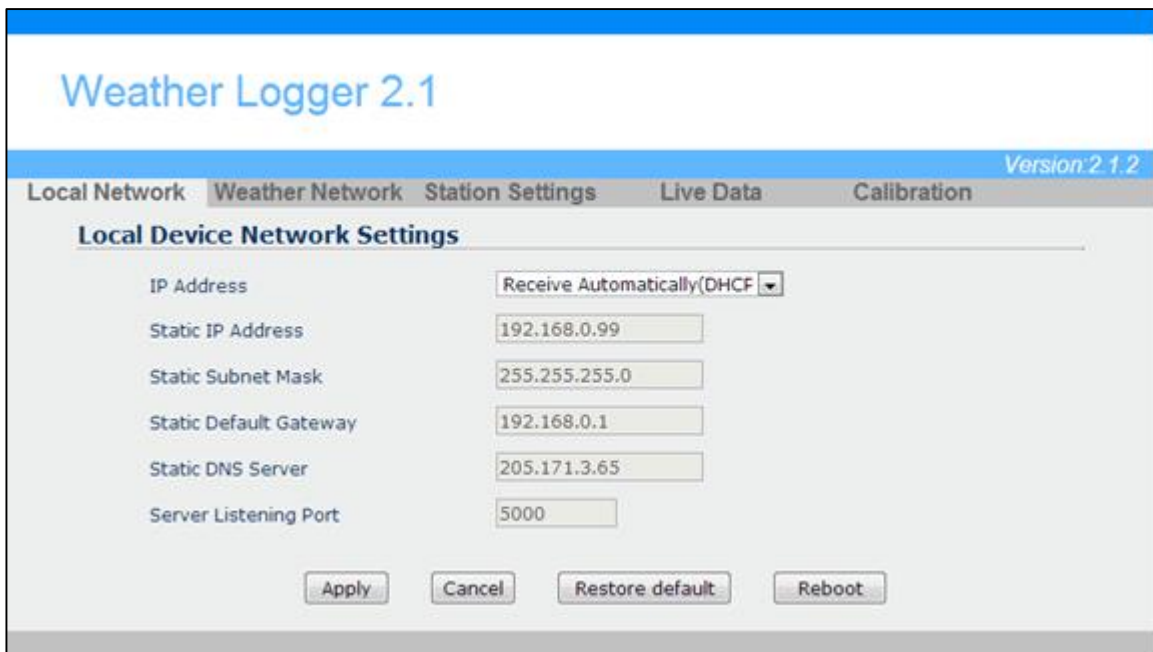 Weather Logger 2.1
Version:2.1.2
Local Network Weather Network Station Settings Live Data Calibration
Local Device Network Settings
IP Address Receive Automatically(DHCP
Static IP Address 192.168.0.99
Static Subnet Mask 255.255.255.0
Static Default Gateway 192.168.0.1
Static DNS Server 205.171.3.65
Server Listening Port 5000
Apply Cancel Restore default Reboot